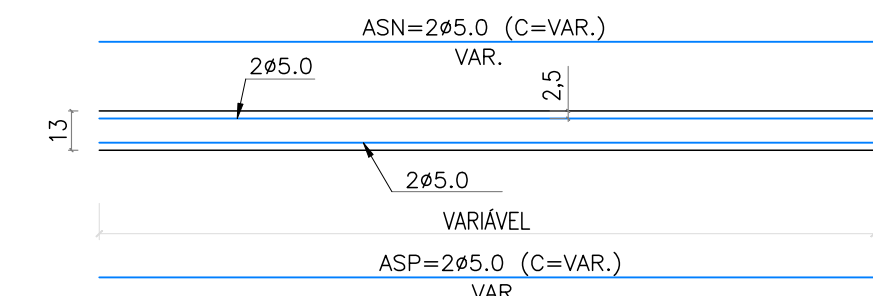 ASN=2ø5.0 (C=VAR.)
VAR.
2ø5.0
2,5
13
2ø5.0
VARIÁVEL
ASP=2ø5.0 (C=VAR.)
VAR